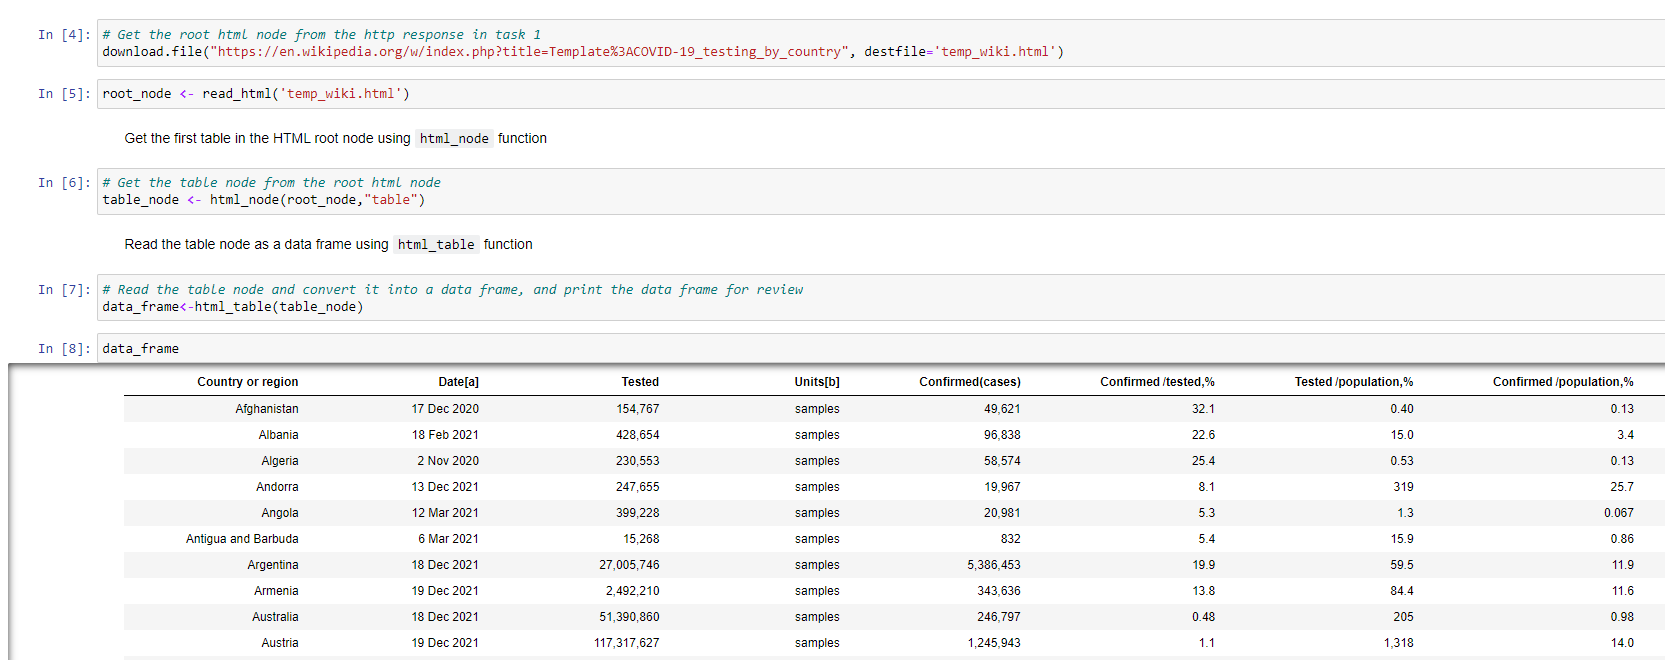 In [4]: # Get the root html node from the http response in task 1
download.file("https://en.wikipedia.org/w/index.php?title=Template%3ACOVID-19_testing_by_country", destfile='temp_wiki.html')
In [5]: root_node <- read_html('temp_wiki.html')
Get the first table in the HTML root node using html_node function
In [6]: # Get the table node from the root html node
table_node <- html_node(root_node,"table")
Read the table node as a data frame using html_table function
In [7]: # Read the table node and convert it into a data frame, and print the data frame for review
data_frame<-html_table(table_node)
In [8]: data_frame
Country or region Date[a] Tested Units[b] Confirmed(cases) Confirmed /tested,% Tested /population,% Confirmed /population,%
Afghanistan 17 Dec 2020 154,767 samples 49,621 32.1 0.40 0.13
Albania 18 Feb 2021 428,654 samples 96,838 22.6 15.0 3.4
Algeria 2 Nov 2020 230,553 samples 58,574 25.4 0.53 0.13
Andorra 13 Dec 2021 247,655 samples 19,967 8.1 319 25.7
Angola 12 Mar 2021 399,228 samples 20,981 5.3 1.3 0.067
Antigua and Barbuda 6 Mar 2021 15,268 samples 832 5.4 15.9 0.86
Argentina 18 Dec 2021 27,005,746 samples 5,386,453 19.9 59.5 11.9
Armenia 19 Dec 2021 2,492,210 samples 343,636 13.8 84.4 11.6
Australia 18 Dec 2021 51,390,860 samples 246,797 0.48 205 0.98
Austria 19 Dec 2021 117,317,627 samples 1,245,943 1.1 1,318 14.0